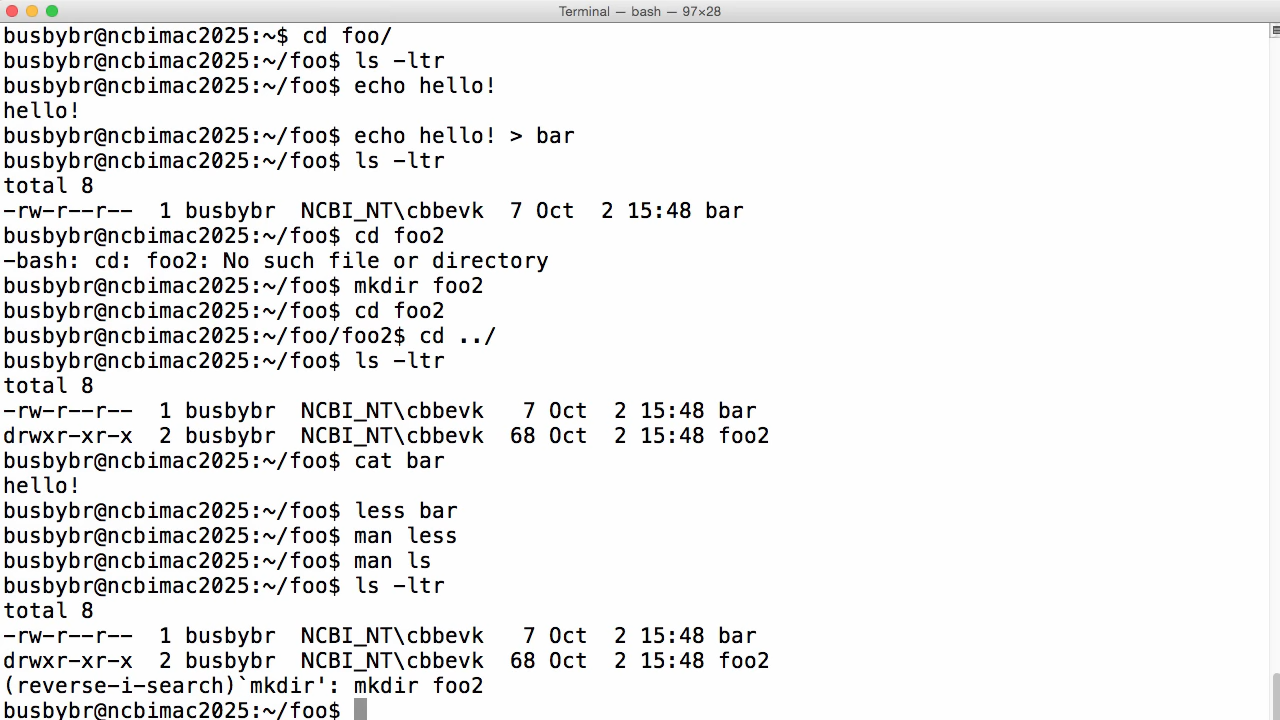 Terminal — bash — 97×28
busbybr@ncbimac2025:~$ cd foo/
busbybr@ncbimac2025:~/foo$ ls -ltr
busbybr@ncbimac2025:~/foo$ echo hello!
hello!
busbybr@ncbimac2025:~/foo$ echo hello! > bar
busbybr@ncbimac2025:~/foo$ ls -ltr
total 8
-rw-r--r--  1 busbybr  NCBI_NT\cbbevk  7 Oct  2 15:48 bar
busbybr@ncbimac2025:~/foo$ cd foo2
-bash: cd: foo2: No such file or directory
busbybr@ncbimac2025:~/foo$ mkdir foo2
busbybr@ncbimac2025:~/foo$ cd foo2
busbybr@ncbimac2025:~/foo/foo2$ cd ../
busbybr@ncbimac2025:~/foo$ ls -ltr
total 8
-rw-r--r--  1 busbybr  NCBI_NT\cbbevk   7 Oct  2 15:48 bar
drwxr-xr-x  2 busbybr  NCBI_NT\cbbevk  68 Oct  2 15:48 foo2
busbybr@ncbimac2025:~/foo$ cat bar
hello!
busbybr@ncbimac2025:~/foo$ less bar
busbybr@ncbimac2025:~/foo$ man less
busbybr@ncbimac2025:~/foo$ man ls
busbybr@ncbimac2025:~/foo$ ls -ltr
total 8
-rw-r--r--  1 busbybr  NCBI_NT\cbbevk   7 Oct  2 15:48 bar
drwxr-xr-x  2 busbybr  NCBI_NT\cbbevk  68 Oct  2 15:48 foo2
(reverse-i-search)`mkdir': mkdir foo2
busbybr@ncbimac2025:~/foo$